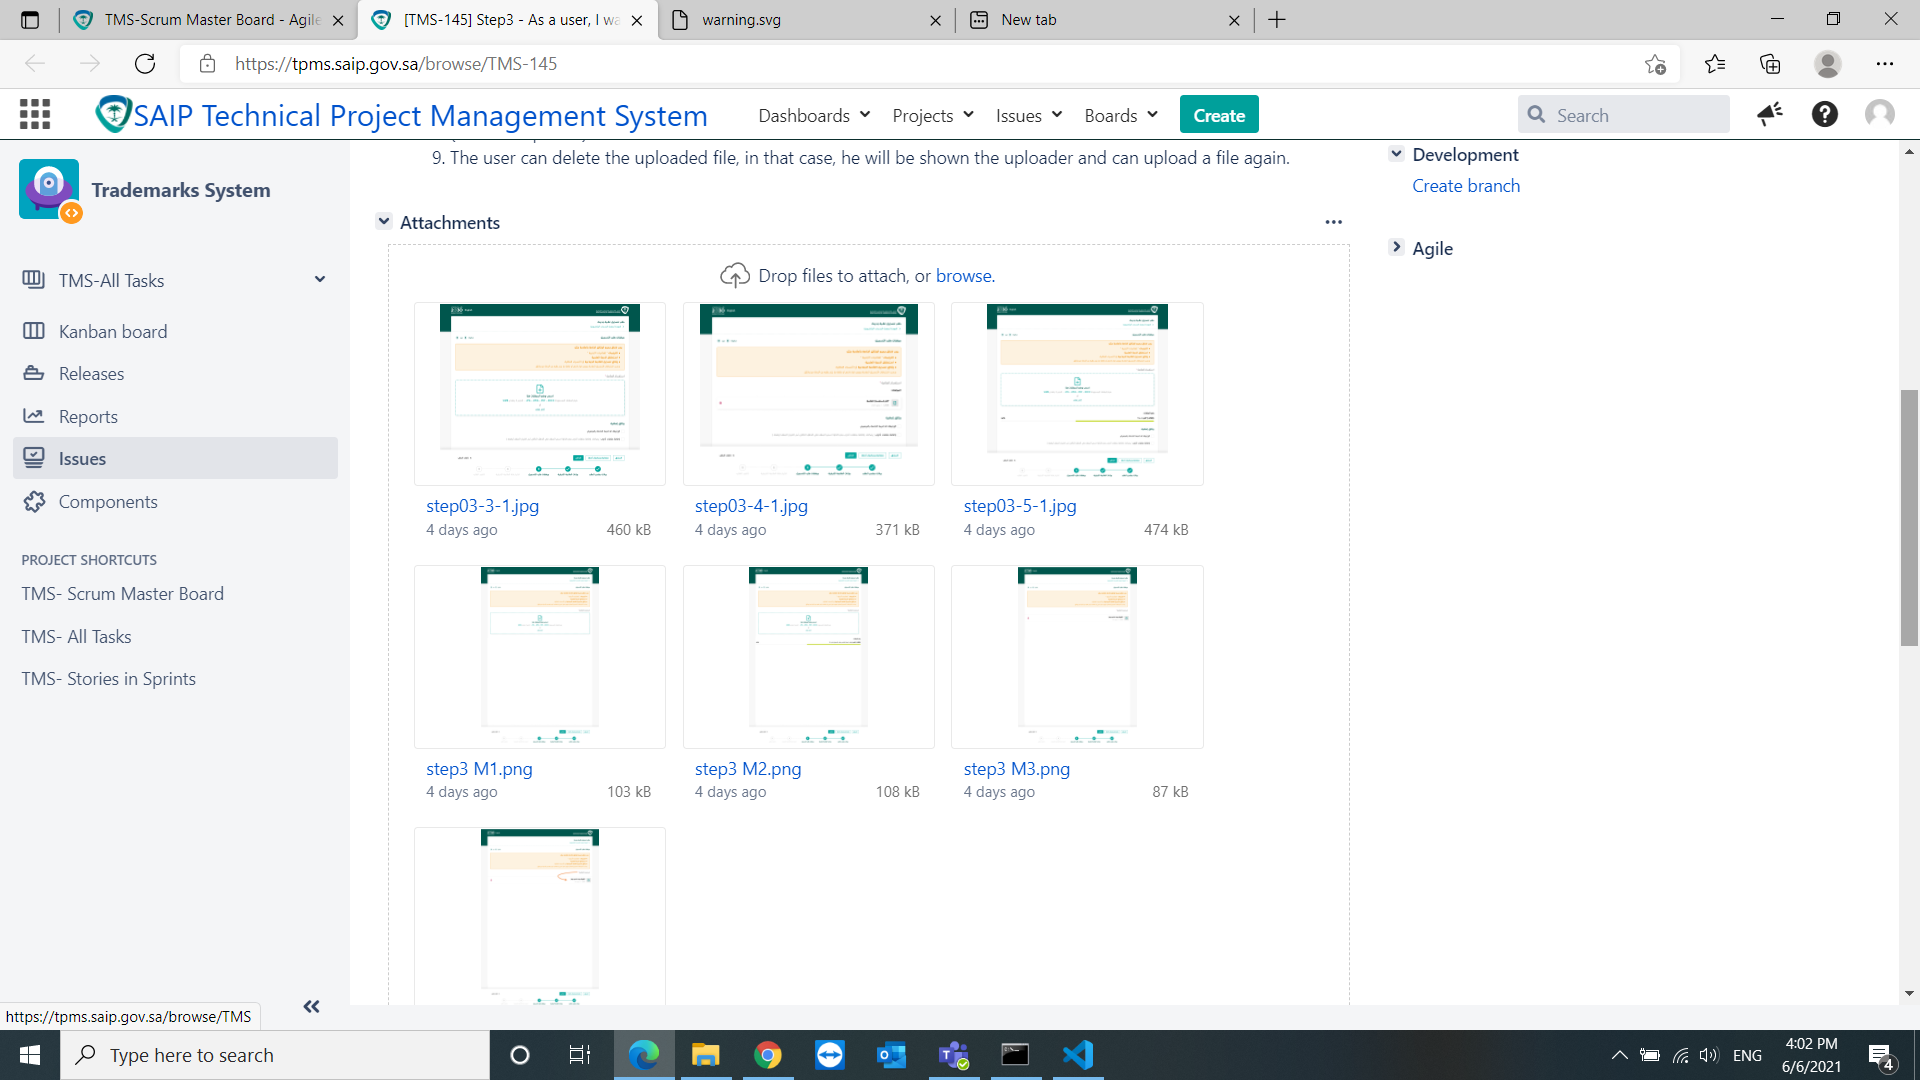 TMS-Scrum Master Board - Agile
[TMS-145] Step3 - As a user, I wa
warning.svg
New tab
https://tpms.saip.gov.sa/browse/TMS-145
SAIP Technical Project Management System
Dashboards
Projects
Issues
Boards
Create
Search
Trademarks System
TMS-All Tasks
Kanban board
Releases
Reports
Issues
Components
PROJECT SHORTCUTS
TMS- Scrum Master Board
TMS- All Tasks
TMS- Stories in Sprints
9. The user can delete the uploaded file, in that case, he will be shown the uploader and can upload a file again.
Attachments
Drop files to attach, or browse.
step03-3-1.jpg
4 days ago 460 kB
step03-4-1.jpg
4 days ago 371 kB
step03-5-1.jpg
4 days ago 474 kB
step3 M1.png
4 days ago 103 kB
step3 M2.png
4 days ago 108 kB
step3 M3.png
4 days ago 87 kB
Development
Create branch
Agile
https://tpms.saip.gov.sa/browse/TMS
Type here to search
ENG
4:02 PM
6/6/2021
4